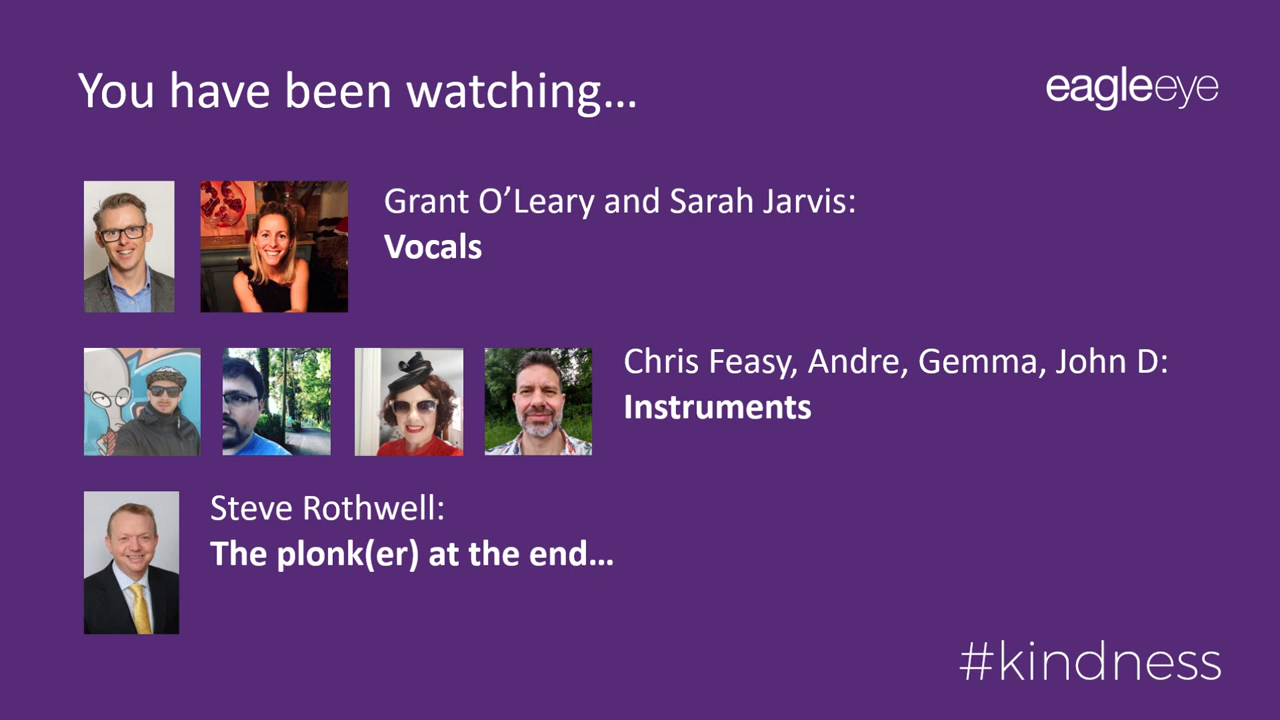 You have been watching...
eagleeye
Grant O’Leary and Sarah Jarvis:
Vocals
Chris Feasy, Andre, Gemma, John D:
Instruments
Steve Rothwell:
The plonk(er) at the end...
#kindness